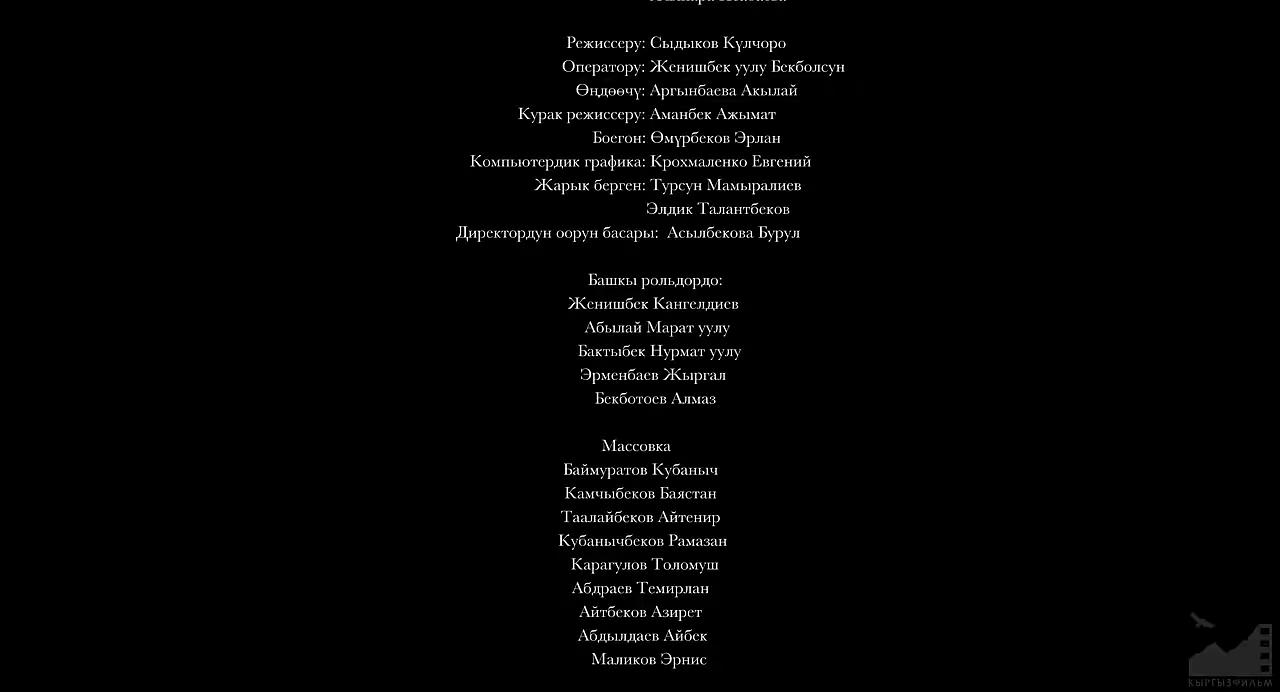 Режиссеру: Сыдыков Күлчоро
Оператору: Женишбек уулу Бекболсун
Өңдөөчү: Аргынбаева Акылай
Курак режиссеру: Аманбек Ажымат
Боегон: Өмүрбеков Эрлан
Компьютердик графика: Крохмаленко Евгений
Жарык берген: Турсун Мамыралиев
Элдик Талантбеков
Директордун оорун басары: Асылбекова Бурул
Башкы рольдордо:
Женишбек Кангелдиев
Абылай Марат уулу
Бактыбек Нурмат уулу
Эрменбаев Жыргал
Бекботоев Алмаз
Массовка
Баймуратов Кубаныч
Камчыбеков Баястан
Таалайбеков Айтенир
Кубанычбеков Рамазан
Карагулов Толомуш
Абдраев Темирлан
Айтбеков Азирет
Абдылдаев Айбек
Маликов Эрнис
КЫРГЫЗФИЛЬМ